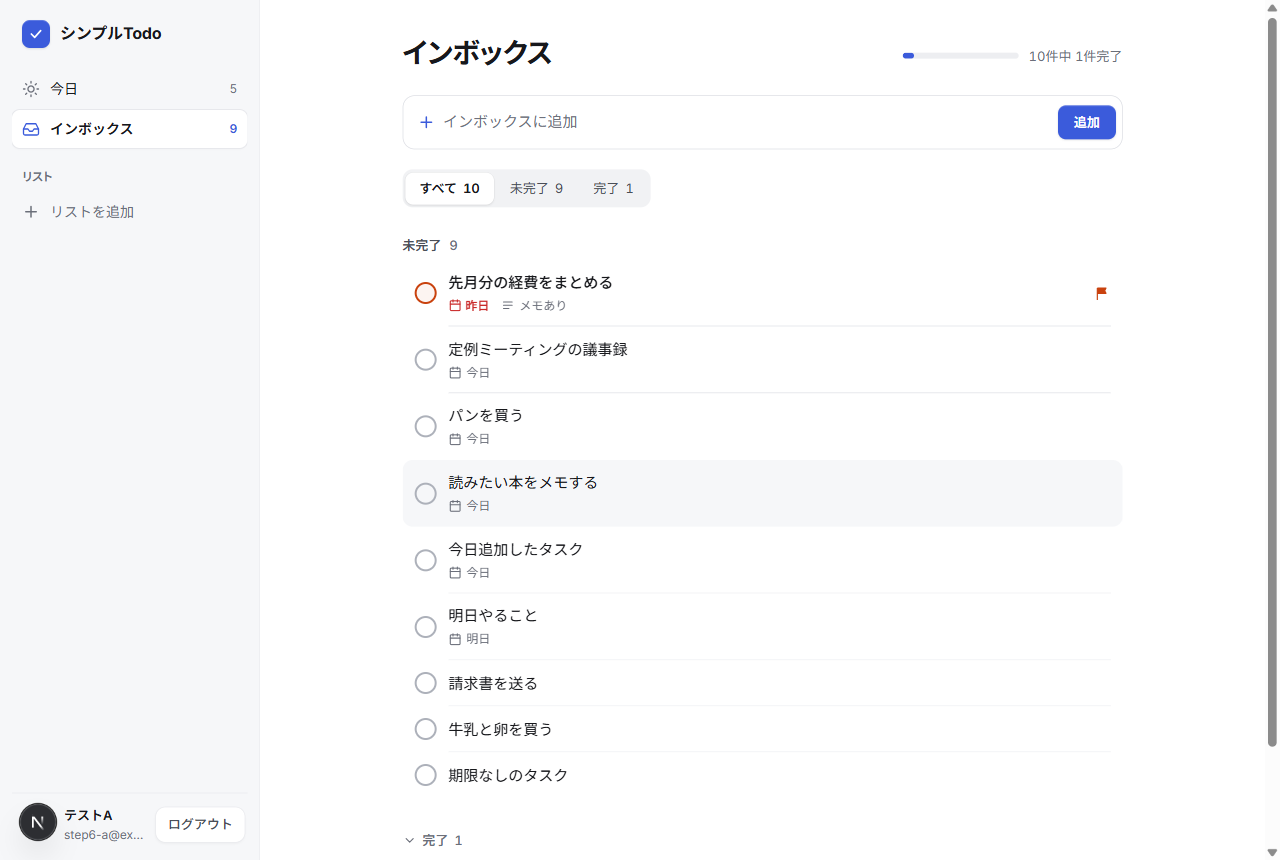 シンプルTodo
今日 5
インボックス 9
リスト
リストを追加
テストA
step6-a@ex...
ログアウト
N
インボックス
10件中 1件完了
インボックスに追加
追加
すべて 10 未完了 9 完了 1
未完了 9
先月分の経費をまとめる
昨日 メモあり
定例ミーティングの議事録
今日
パンを買う
今日
読みたい本をメモする
今日
今日追加したタスク
今日
明日やること
明日
請求書を送る
牛乳と卵を買う
期限なしのタスク
完了 1